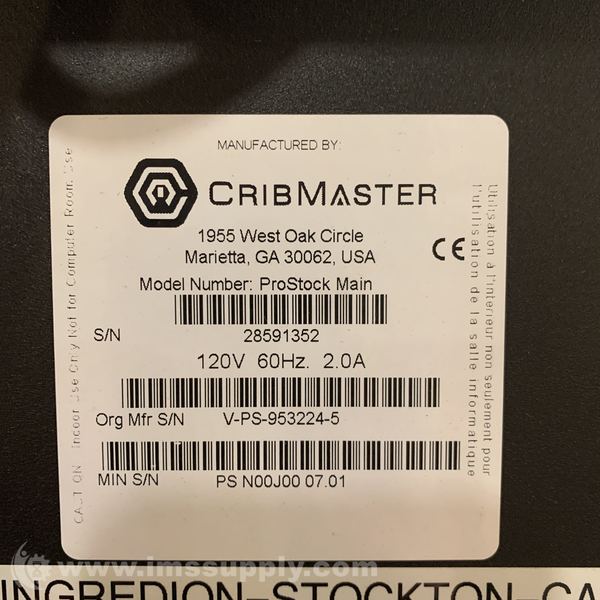 MANUFACTURED BY:
CRIBMASTER
1955 West Oak Circle
Marietta, GA 30062, USA
CE
Model Number: ProStock Main
S/N 28591352
120V 60Hz. 2.0A
Org Mfr S/N V-PS-953224-5
MIN S/N PS N00J00 07.01
CAUTION: Indoor Use Only Not for Computer Room Use
Utilisation à l'interieur non seulement pour
l'utilisation de la salle informatique
www.imssupply.com
INGREDION-STOCKTON-CA